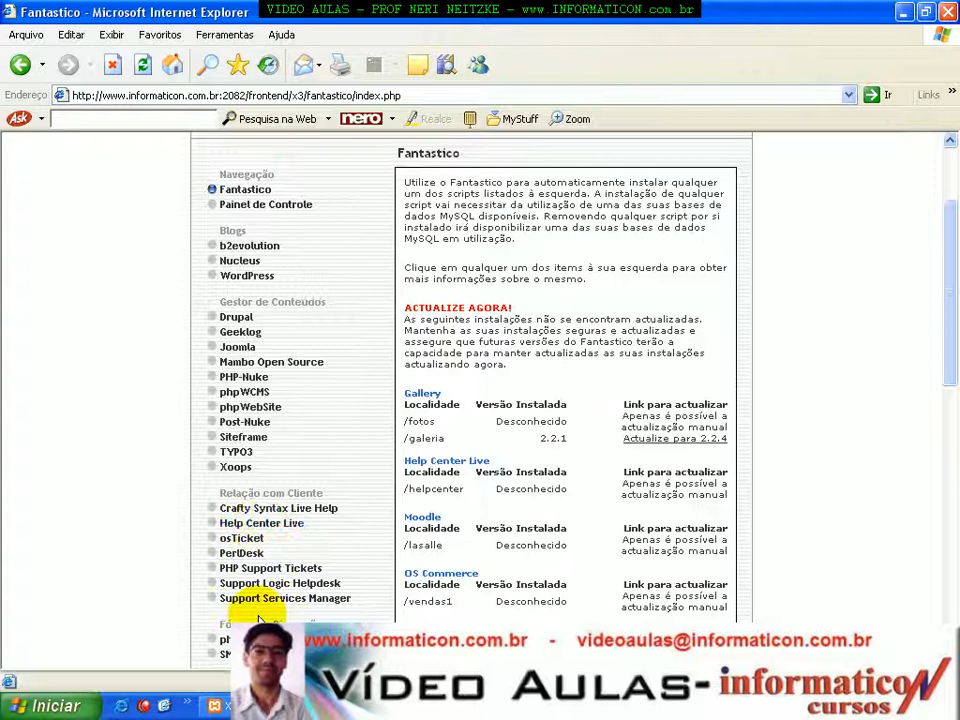 Fantastico - Microsoft Internet Explorer
VIDEO AULAS - PROF NERI NEITZKE - www.INFORMATICON.com.br
Arquivo Editar Exibir Favoritos Ferramentas Ajuda
Endereço http://www.informaticon.com.br:2082/frontend/x3/fantastico/index.php Ir Links »
Ask Pesquisa na Web nero Realce MyStuff Zoom
Navegação
Fantastico
Painel de Controle
Blogs
b2evolution
Nucleus
WordPress
Gestor de Conteúdos
Drupal
Geeklog
Joomla
Mambo Open Source
PHP-Nuke
phpWCMS
phpWebSite
Post-Nuke
Siteframe
TYPO3
Xoops
Relação com Cliente
Crafty Syntax Live Help
Help Center Live
osTicket
PerlDesk
PHP Support Tickets
Support Logic Helpdesk
Support Services Manager
Fantastico
Utilize o Fantastico para automaticamente instalar qualquer
um dos scripts listados à esquerda. A instalação de qualquer
script vai necessitar da utilização de uma das suas bases de
dados MySQL disponíveis. Removendo qualquer script por si
instalado irá disponibilizar uma das suas bases de dados
MySQL em utilização.
Clique em qualquer um dos items à sua esquerda para obter
mais informações sobre o mesmo.
ACTUALIZE AGORA!
As seguintes instalações não se encontram actualizadas.
Mantenha as suas instalações seguras e actualizadas e
assegure que futuras versões do Fantastico terão a
capacidade para manter actualizadas as suas instalações
actualizando agora.
Gallery
Localidade Versão Instalada Link para actualizar
/fotos Desconhecido Apenas é possível a
actualização manual
/galeria 2.2.1 Actualize para 2.2.4
Help Center Live
Localidade Versão Instalada Link para actualizar
/helpcenter Desconhecido Apenas é possível a
actualização manual
Moodle
Localidade Versão Instalada Link para actualizar
/lasalle Desconhecido Apenas é possível a
actualização manual
OS Commerce
Localidade Versão Instalada Link para actualizar
/vendas1 Desconhecido Apenas é possível a
actualização manual
www.informaticon.com.br - videoaulas@informaticon.com.br
VÍDEO AULAS- informaticon
cursos
Iniciar